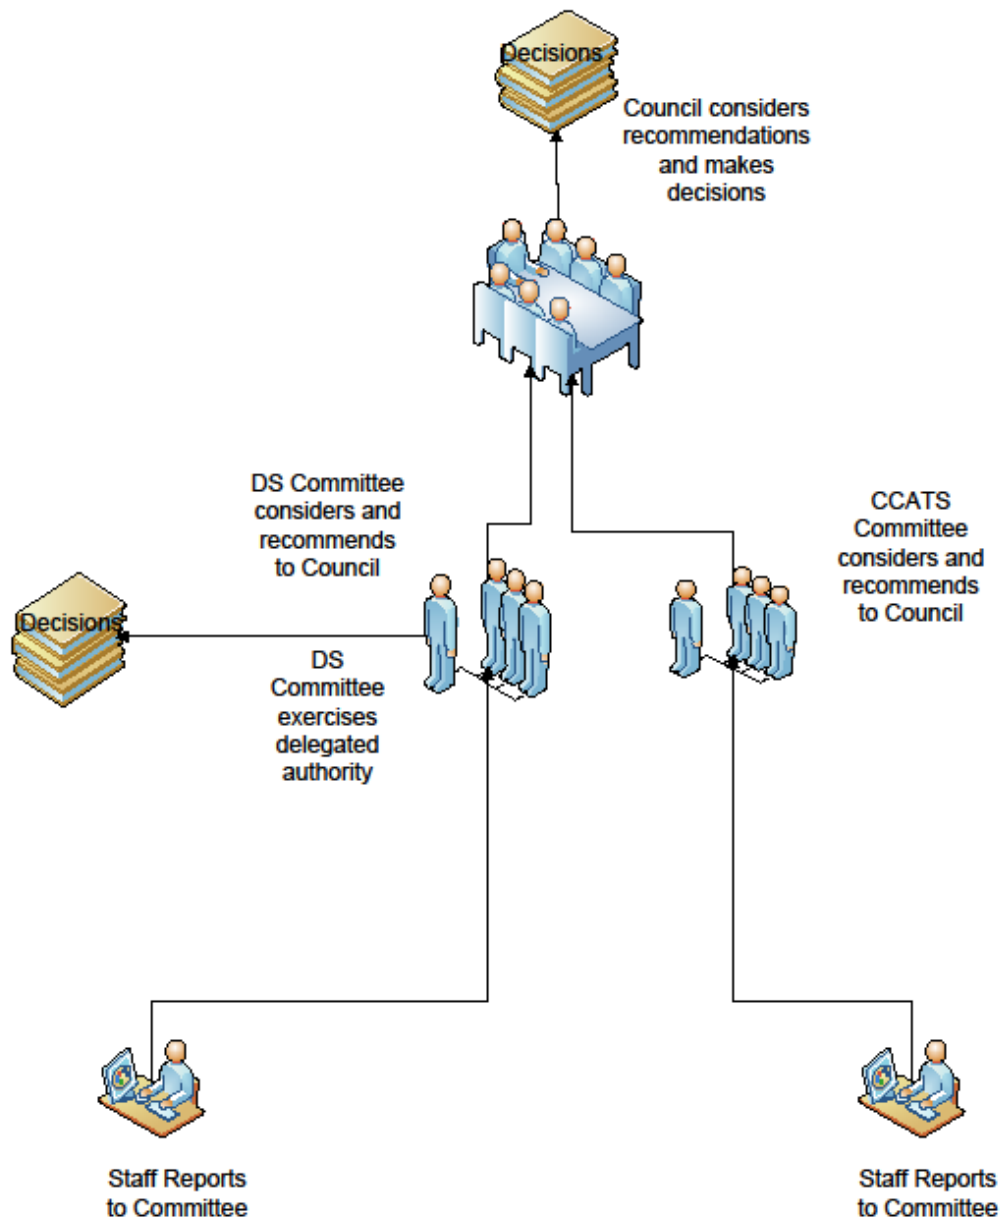 Decisions
Council considers
recommendations
and makes
decisions
DS Committee
considers and
recommends
to Council
CCATS
Committee
considers and
recommends
to Council
Decisions
DS
Committee
exercises
delegated
authority
Staff Reports
to Committee
Staff Reports
to Committee